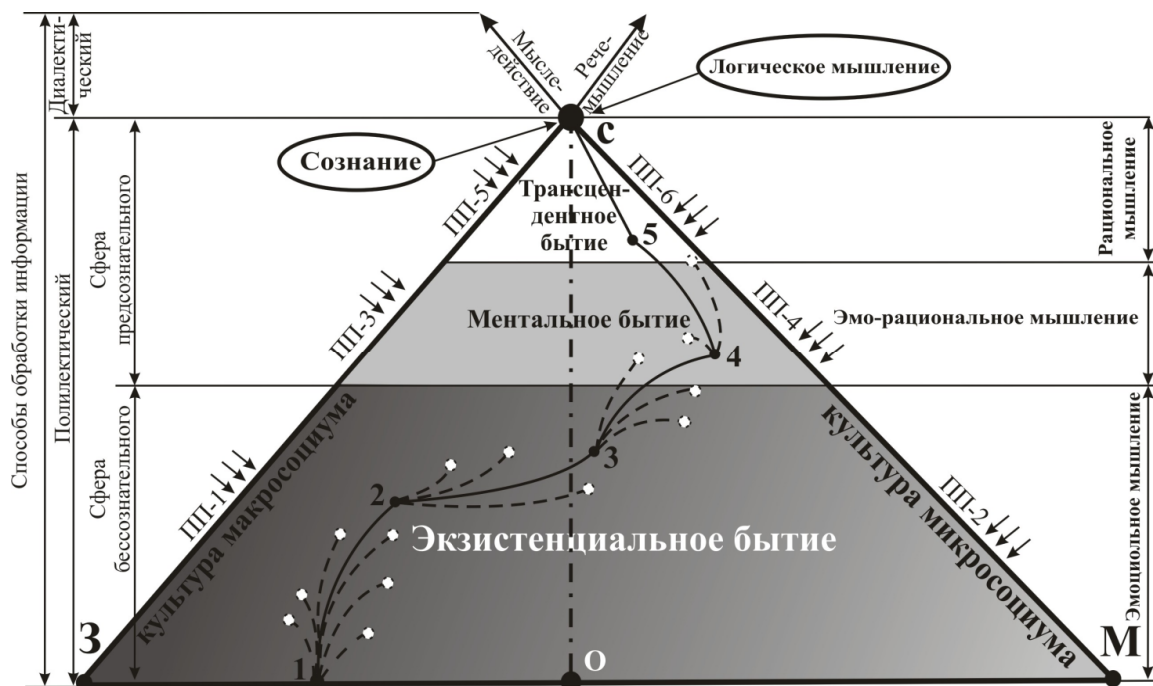 Способы обработки информации
Диалекти-
ческий
Полилектический
Сфера
предсознательного
Сфера
бессознательного
Мысле-
действие
Рече-
мышление
Логическое мышление
Сознание
с
ПП-5
ПП-6
Трансцен-
дентное
бытие
5
Рациональное
мышление
ПП-3
ПП-4
Ментальное бытие
4
Эмо-рациональное мышление
3
2
ПП-1
ПП-2
культура макросоциума
культура микросоциума
Экзистенциальное бытие
Эмоциольное мышление
З
1
О
М